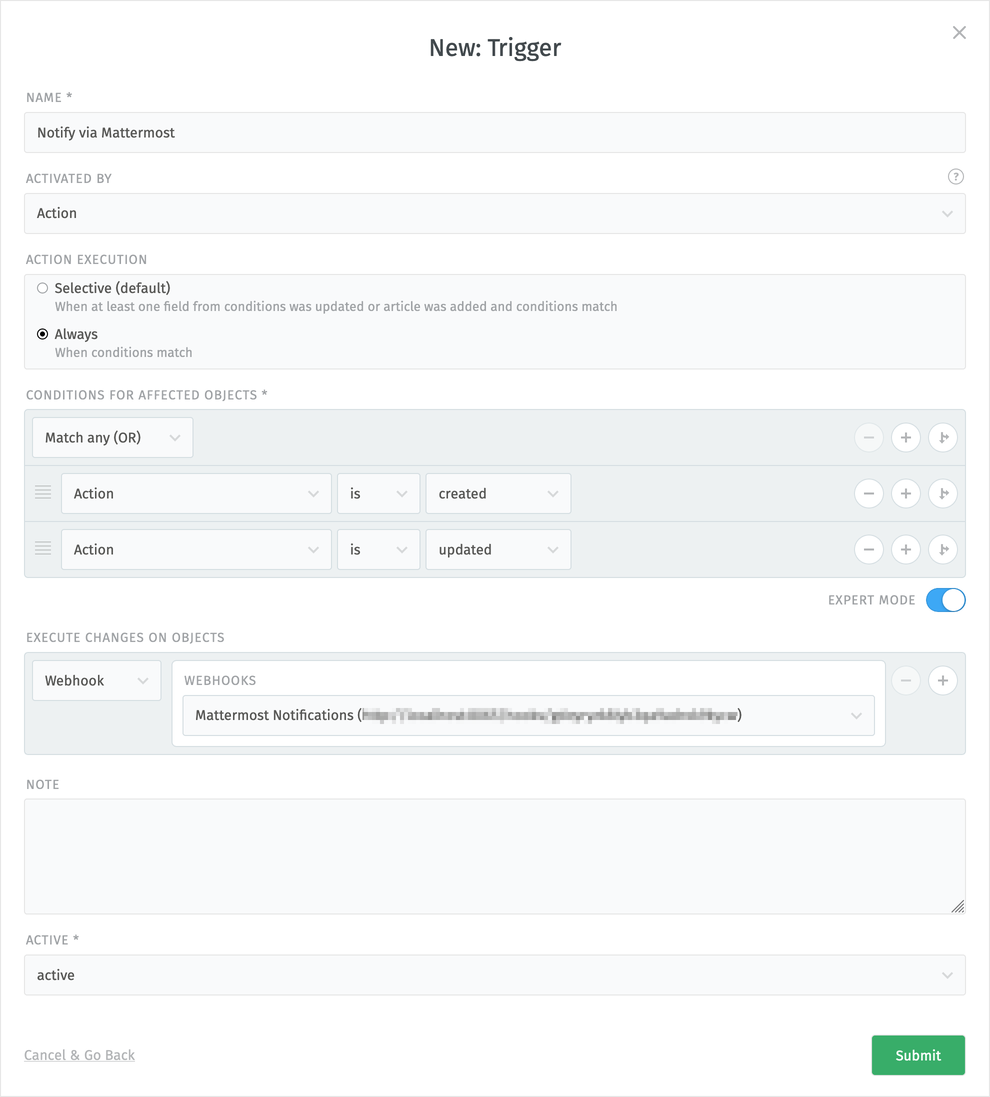 New: Trigger
NAME *
Notify via Mattermost
ACTIVATED BY
?
Action
ACTION EXECUTION
Selective (default)
When at least one field from conditions was updated or article was added and conditions match
Always
When conditions match
CONDITIONS FOR AFFECTED OBJECTS *
Match any (OR)
Action is created
Action is updated
EXPERT MODE
EXECUTE CHANGES ON OBJECTS
Webhook
WEBHOOKS
Mattermost Notifications ( )
NOTE
ACTIVE *
active
Cancel & Go Back
Submit